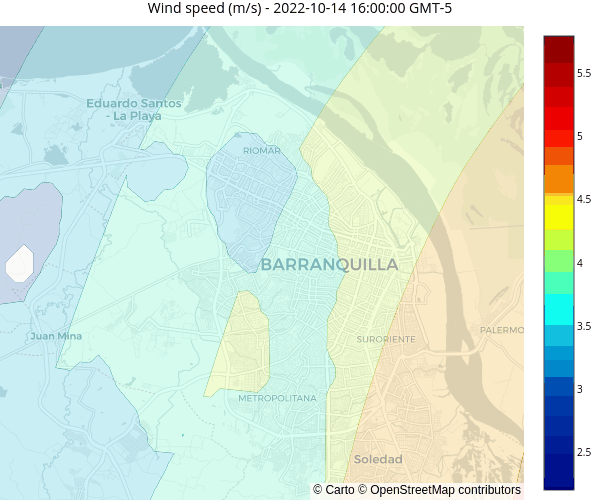 Wind speed (m/s) - 2022-10-14 16:00:00 GMT-5
5.5
Eduardo Santos
- La Playa
5
RIOMAR
4.5
BARRANQUILLA
4
3.5
Juan Mina
SURORIENTE
PALERMO
3
METROPOLITANA
2.5
Soledad
© Carto © OpenStreetMap contributors